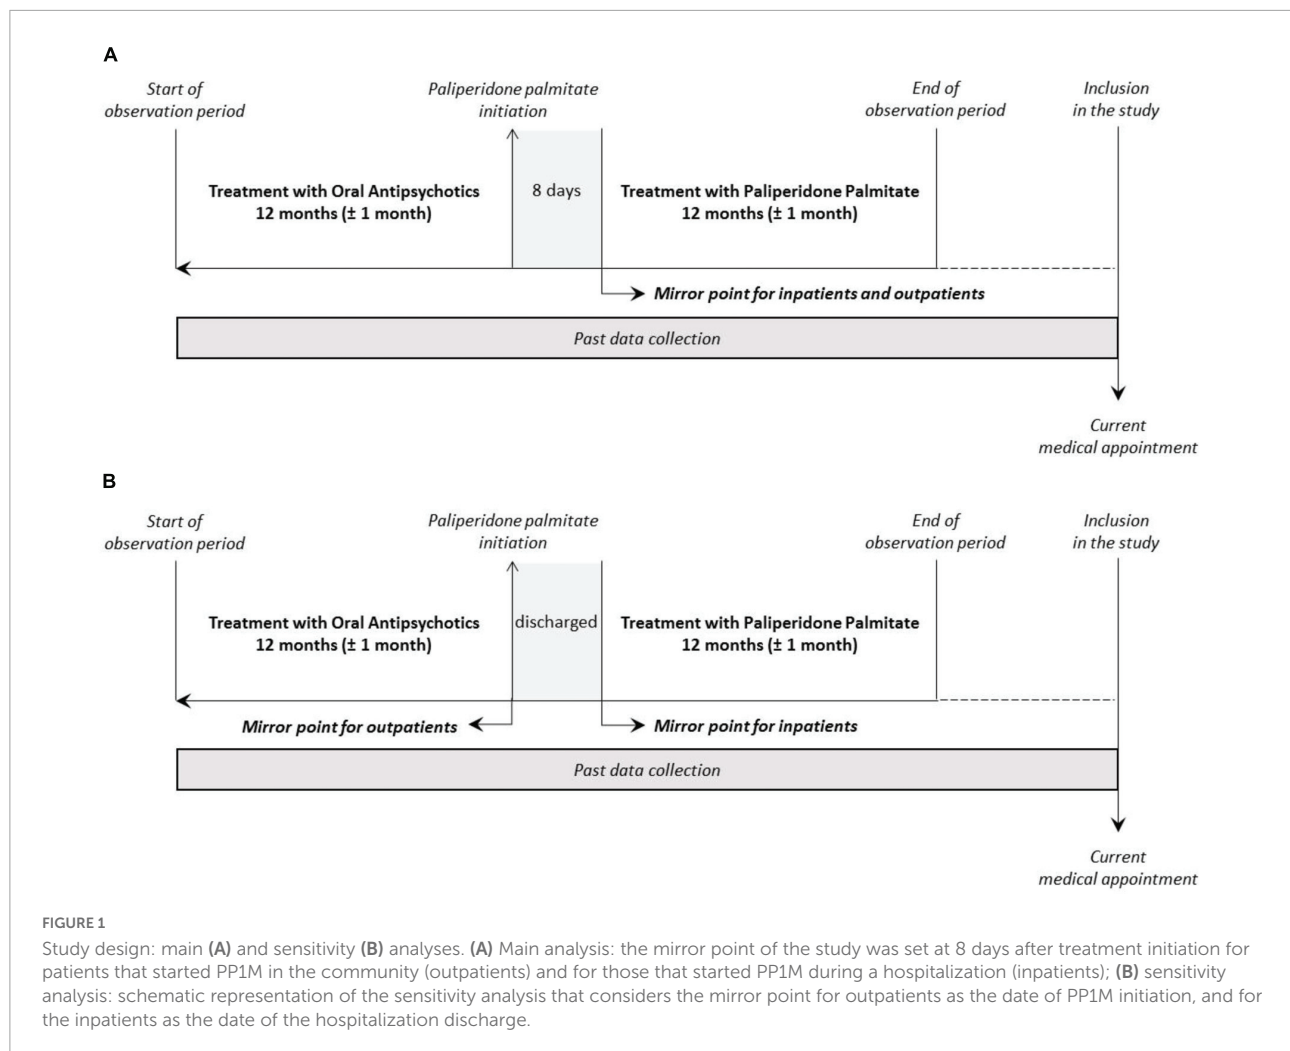 A
Start of
observation period
Paliperidone palmitate
initiation
End of
observation period
Inclusion
in the study
Treatment with Oral Antipsychotics
12 months (± 1 month)
8 days
Treatment with Paliperidone Palmitate
12 months (± 1 month)
Mirror point for inpatients and outpatients
Past data collection
Current
medical appointment
B
Start of
observation period
Paliperidone palmitate
initiation
End of
observation period
Inclusion
in the study
Treatment with Oral Antipsychotics
12 months (± 1 month)
discharged
Treatment with Paliperidone Palmitate
12 months (± 1 month)
Mirror point for outpatients
Mirror point for inpatients
Past data collection
Current
medical appointment
FIGURE 1
Study design: main (A) and sensitivity (B) analyses. (A) Main analysis: the mirror point of the study was set at 8 days after treatment initiation for
patients that started PP1M in the community (outpatients) and for those that started PP1M during a hospitalization (inpatients); (B) sensitivity
analysis: schematic representation of the sensitivity analysis that considers the mirror point for outpatients as the date of PP1M initiation, and for
the inpatients as the date of the hospitalization discharge.